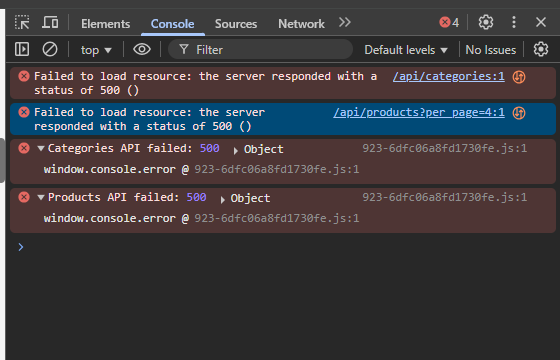 Elements Console Sources Network 4
top Filter Default levels No Issues
Failed to load resource: the server responded with a /api/categories:1
status of 500 ()
Failed to load resource: the server /api/products?per_page=4:1
responded with a status of 500 ()
Categories API failed: 500 Object 923-6dfc06a8fd1730fe.js:1
window.console.error @ 923-6dfc06a8fd1730fe.js:1
Products API failed: 500 Object 923-6dfc06a8fd1730fe.js:1
window.console.error @ 923-6dfc06a8fd1730fe.js:1